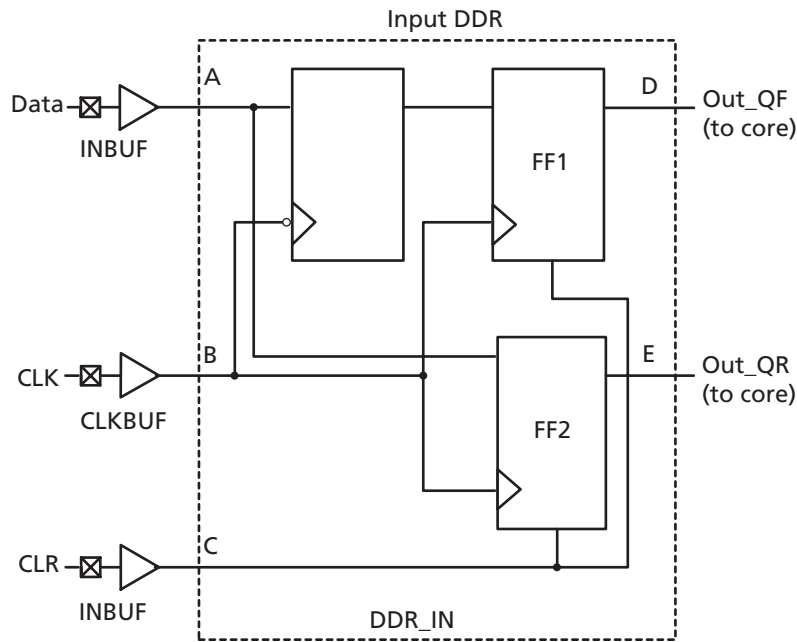 Input DDR
A
D
Data
INBUF
Out_QF
(to core)
FF1
B
E
CLK
CLKBUF
Out_QR
(to core)
FF2
C
CLR
INBUF
DDR_IN